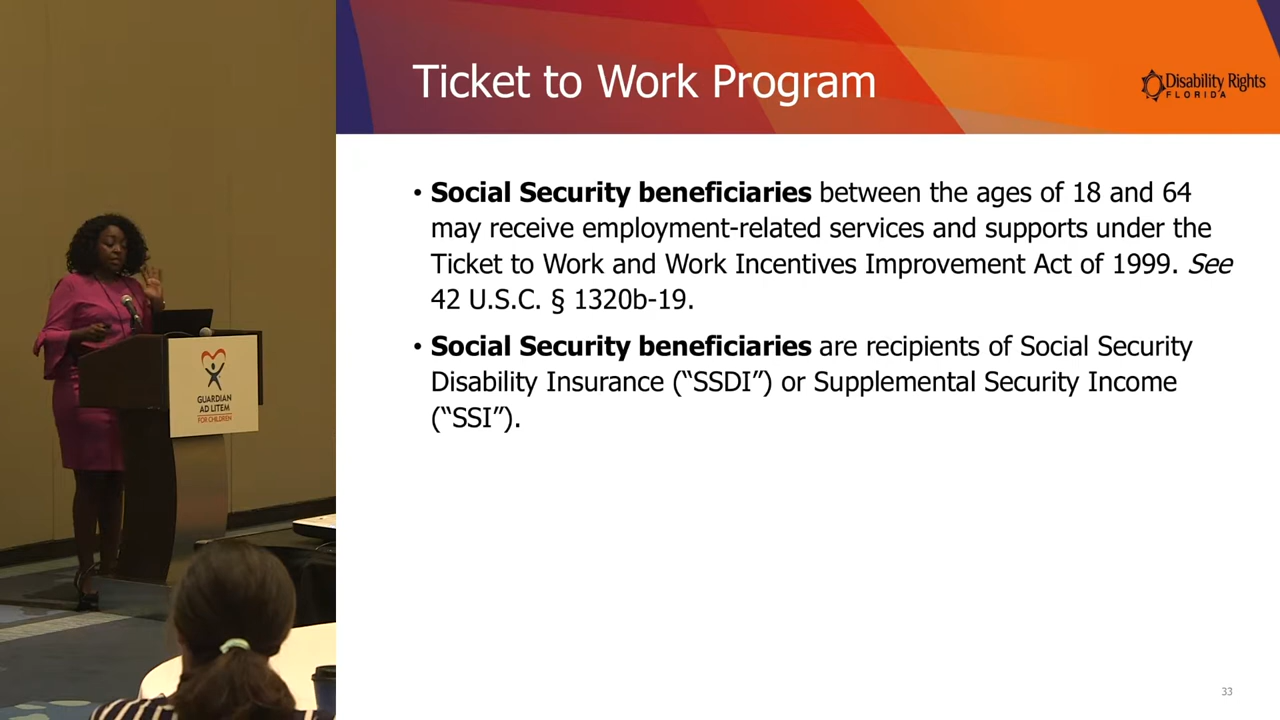 Ticket to Work Program
Disability Rights
FLORIDA
• Social Security beneficiaries between the ages of 18 and 64
may receive employment-related services and supports under the
Ticket to Work and Work Incentives Improvement Act of 1999. See
42 U.S.C. § 1320b-19.
• Social Security beneficiaries are recipients of Social Security
Disability Insurance (“SSDI”) or Supplemental Security Income
(“SSI”).
GUARDIAN
AD LITEM
FOR CHILDREN
33